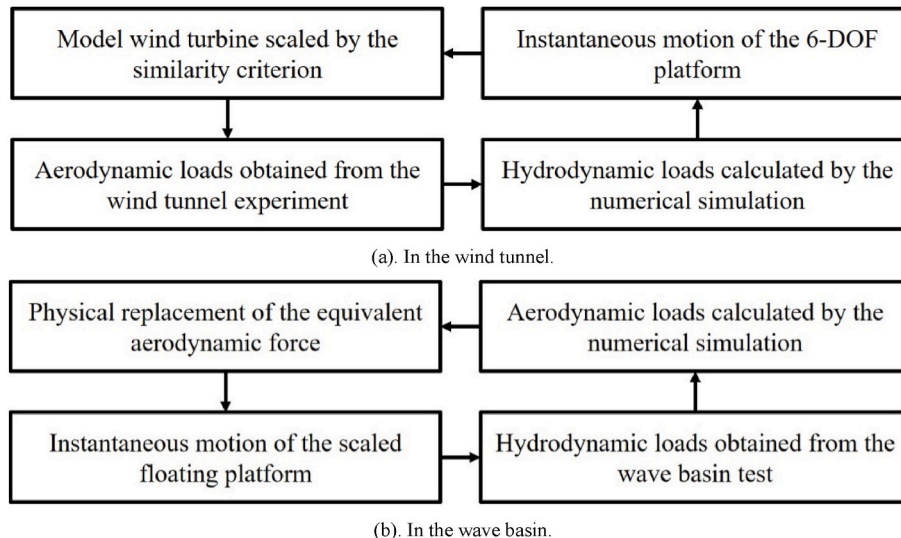 Model wind turbine scaled by the
similarity criterion
Instantaneous motion of the 6-DOF
platform
Aerodynamic loads obtained from the
wind tunnel experiment
Hydrodynamic loads calculated by the
numerical simulation
(a). In the wind tunnel.
Physical replacement of the equivalent
aerodynamic force
Aerodynamic loads calculated by the
numerical simulation
Instantaneous motion of the scaled
floating platform
Hydrodynamic loads obtained from the
wave basin test
(b). In the wave basin.